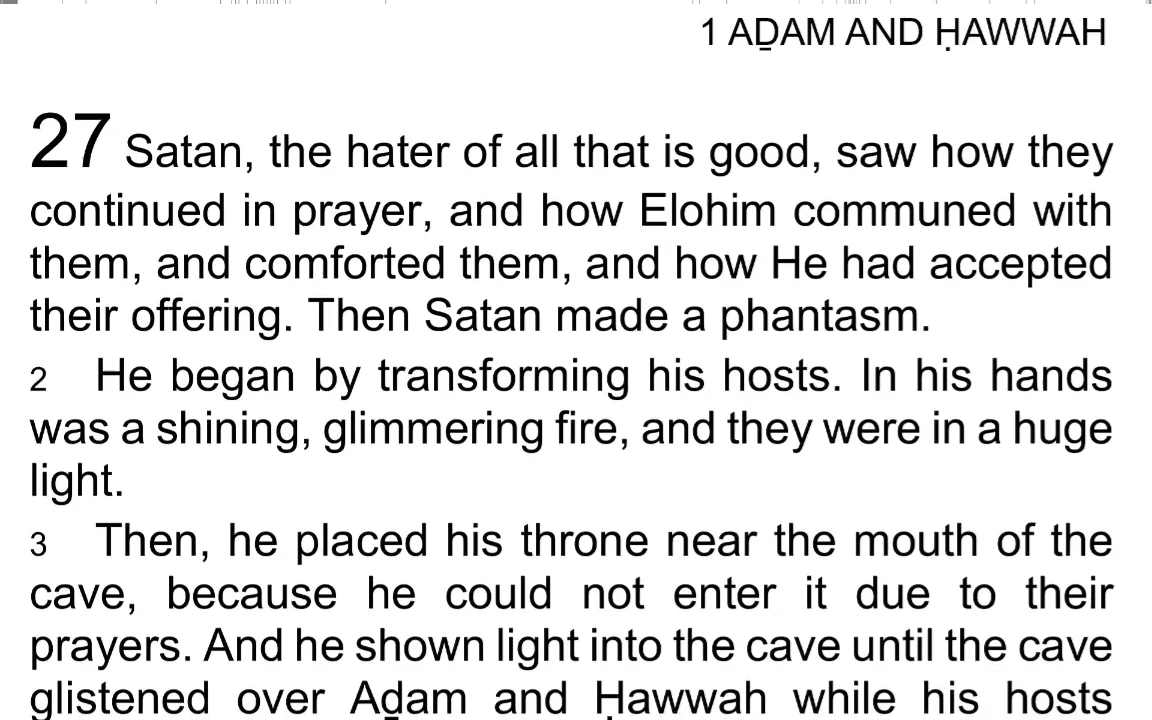 1 AḎAM AND ḤAWWAH
27 Satan, the hater of all that is good, saw how they
continued in prayer, and how Elohim communed with
them, and comforted them, and how He had accepted
their offering. Then Satan made a phantasm.
2 He began by transforming his hosts. In his hands
was a shining, glimmering fire, and they were in a huge
light.
3 Then, he placed his throne near the mouth of the
cave, because he could not enter it due to their
prayers. And he shown light into the cave until the cave
glistened over Aḏam and Ḥawwah while his hosts